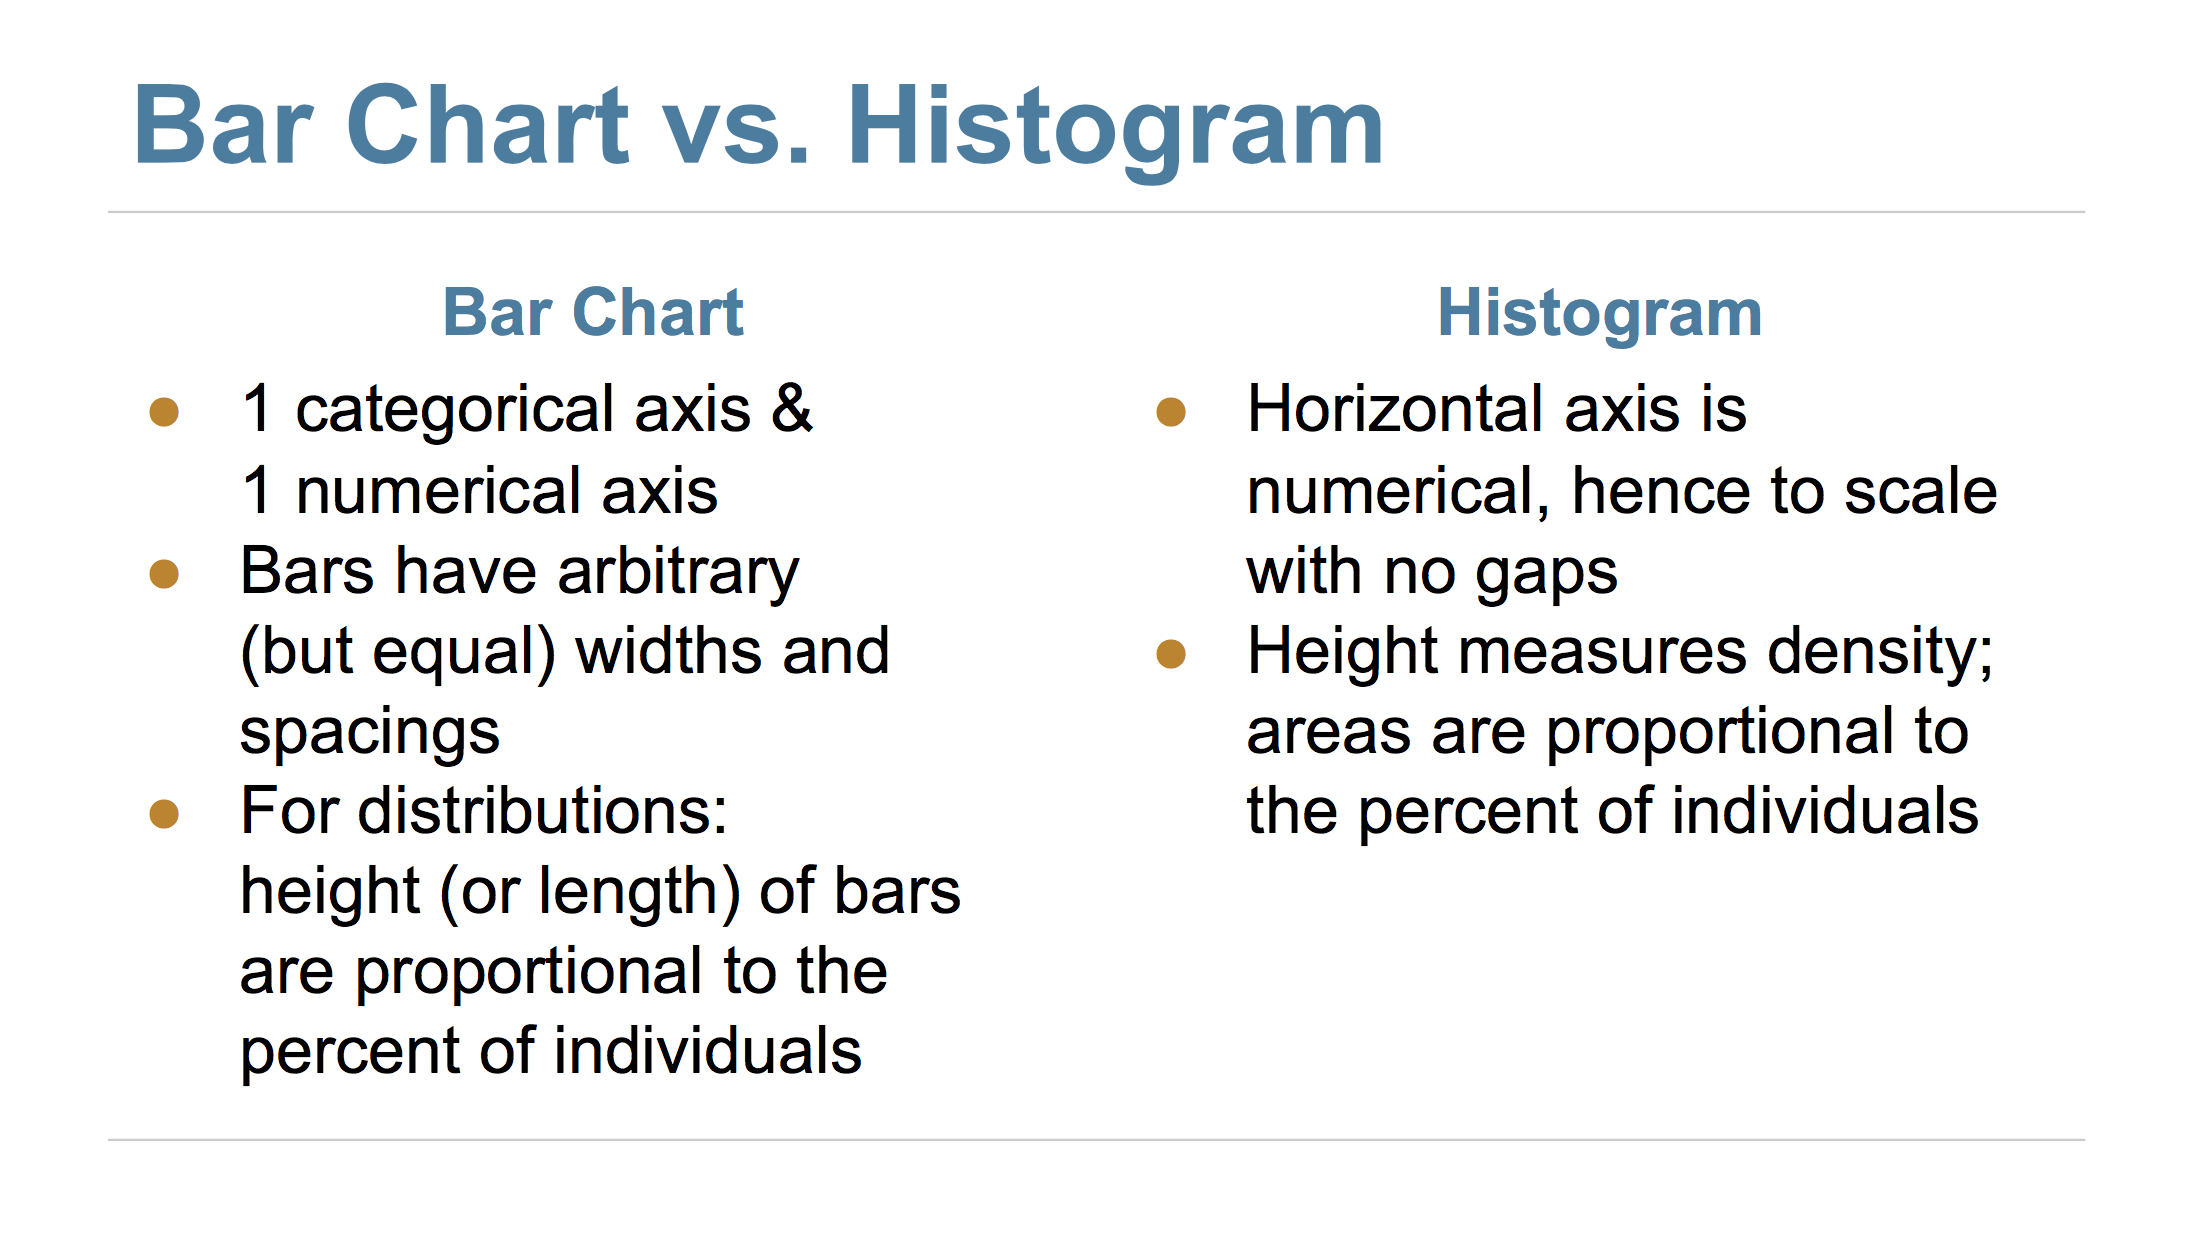 Bar Chart vs. Histogram
Bar Chart
● 1 categorical axis &
1 numerical axis
● Bars have arbitrary
(but equal) widths and
spacings
● For distributions:
height (or length) of bars
are proportional to the
percent of individuals
Histogram
● Horizontal axis is
numerical, hence to scale
with no gaps
● Height measures density;
areas are proportional to
the percent of individuals